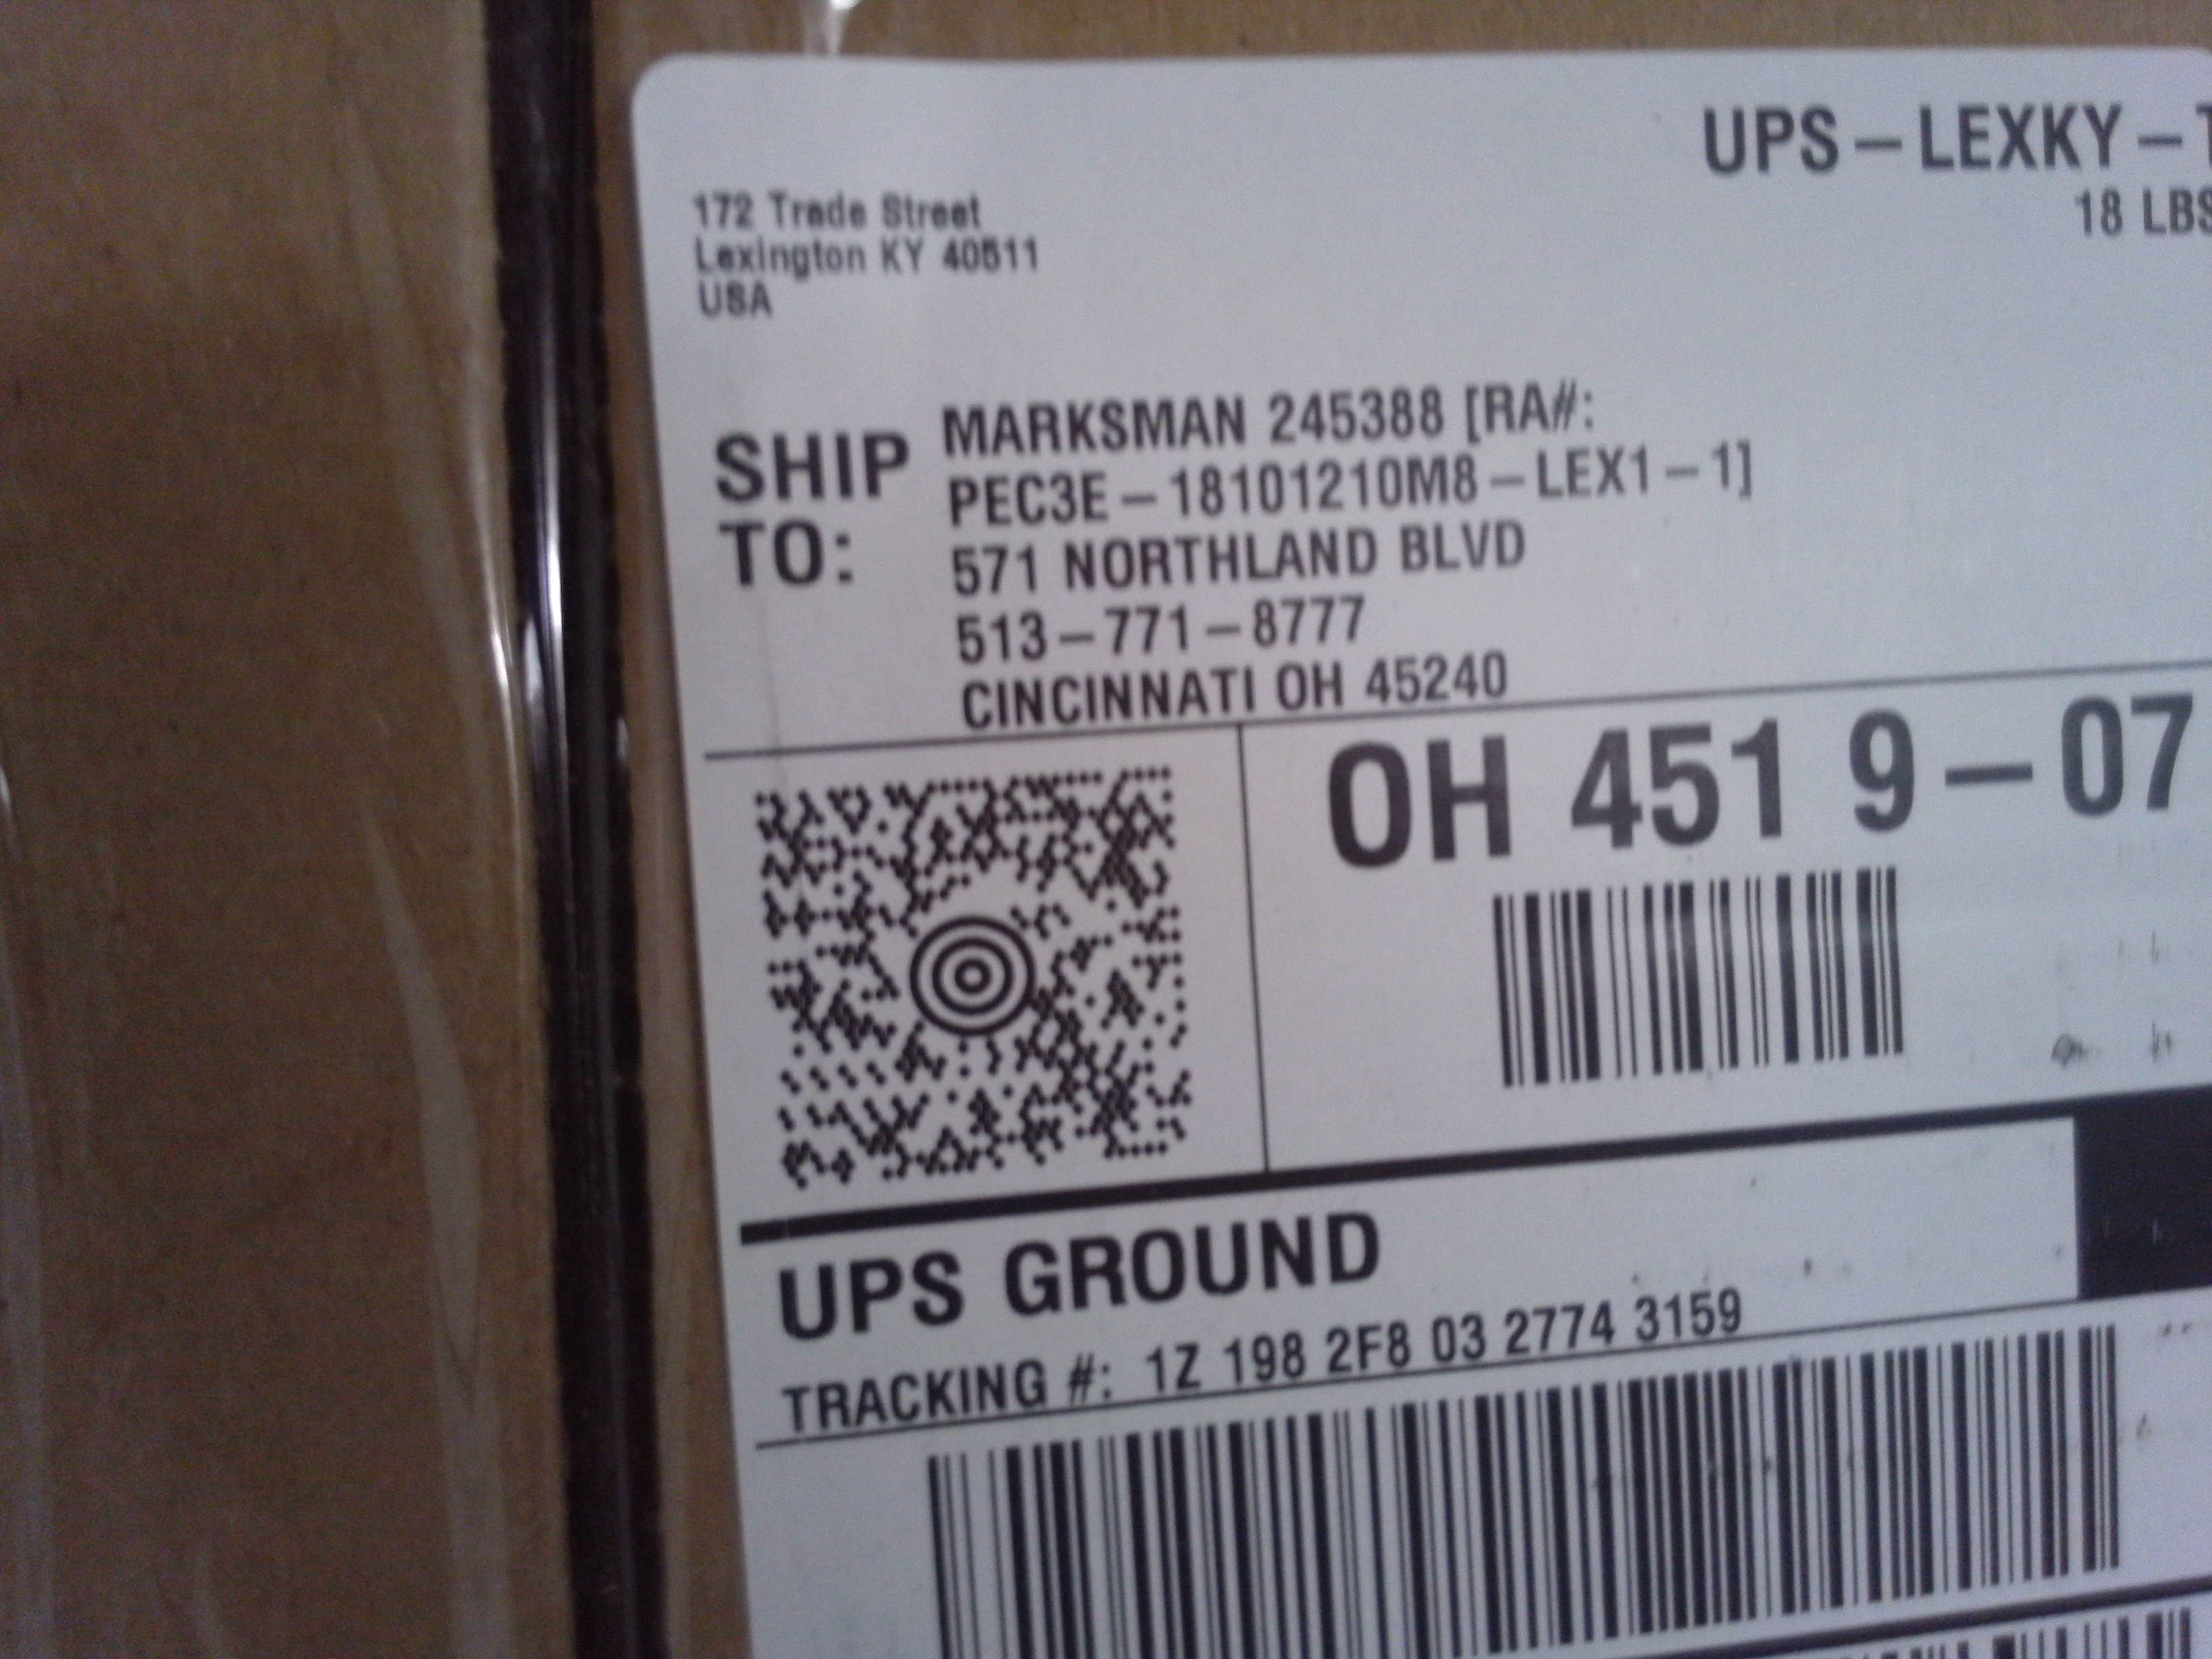 UPS-LEXKY-T
18 LBS
172 Trade Street
Lexington KY 40511
USA
SHIP TO:
MARKSMAN 245388 [RA#:
PEC3E-18101210M8-LEX1-1]
571 NORTHLAND BLVD
513-771-8777
CINCINNATI OH 45240
OH 451 9-07
UPS GROUND
TRACKING #: 1Z 198 2F8 03 2774 3159